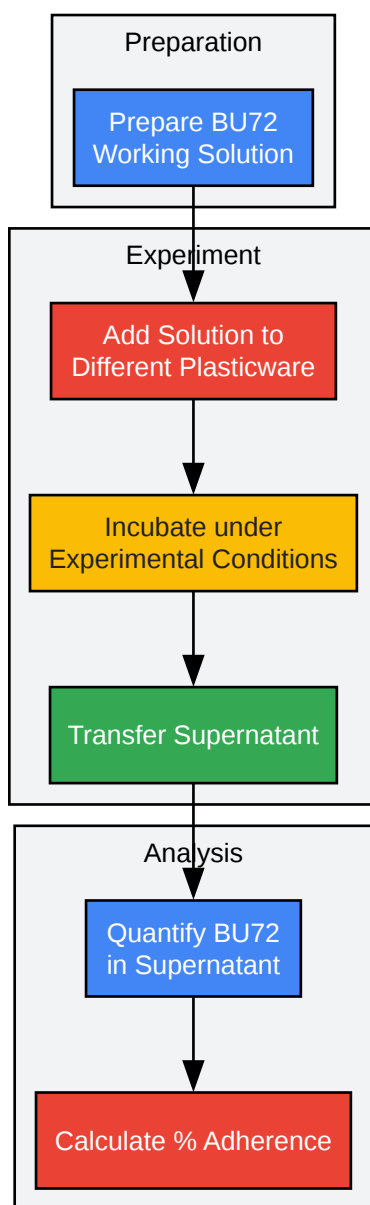 Preparation
Prepare BU72
Working Solution
Experiment
Add Solution to
Different Plasticware
Incubate under
Experimental Conditions
Transfer Supernatant
Analysis
Quantify BU72
in Supernatant
Calculate % Adherence